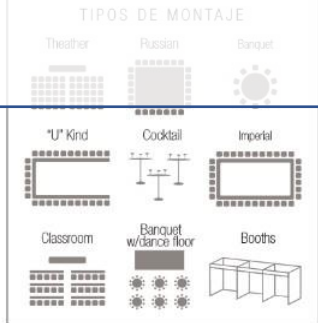 TIPOS DE MONTAJE
Theather Russian Banquet
"U" Kind Cocktail Imperial
Classroom Banquet w/dance floor Booths